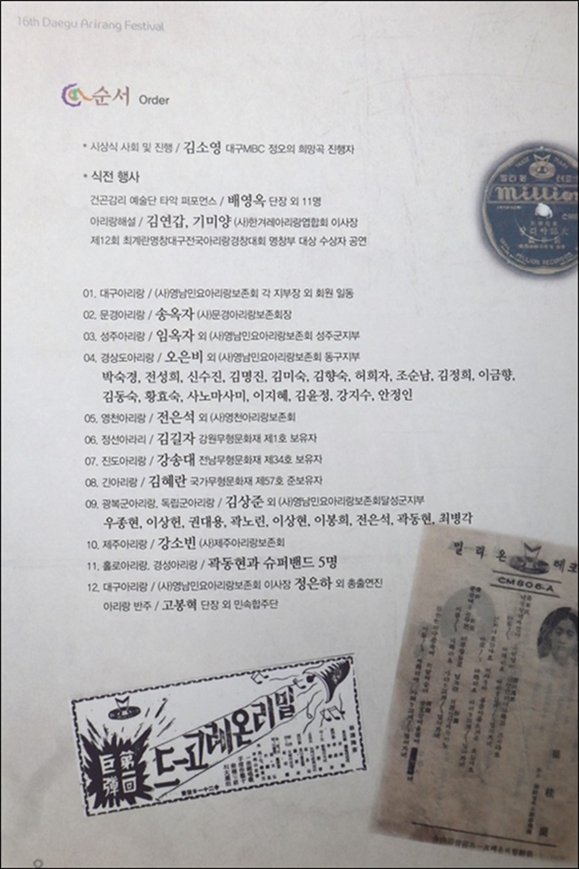 16th Daegu Arirang Festival
순서 Order
* 시상식 사회 및 진행 / 김소영 대구MBC 정오의 희망곡 진행자
* 식전 행사
건곤감리 예술단 타악 퍼포먼스 / 배영옥 단장 외 11명
아리랑해설 / 김연갑, 기미양 (사)한겨레아리랑엽합회 이사장
제12회 최계란명창대구전국아리랑경창대회 명창부 대상 수상자 공연
01. 대구아리랑 / (사)영남민요아리랑보존회 각 지부장 외 회원 일동
02. 문경아리랑 / 송옥자 (사)문경아리랑보존회장
03. 성주아리랑 / 임옥자 외 (사)영남민요아리랑보존회 성주군지부
04. 경상도아리랑 / 오은비 외 (사)영남민요아리랑보존회 동구지부
박숙경, 전성희, 신수진, 김명진, 김미숙, 김향숙, 허희자, 조순남, 김정희, 이금향,
김동숙, 황효숙, 사노마사미, 이지혜, 김윤정, 강지수, 안정인
05. 영천아리랑 / 전은석 외 (사)영천아리랑보존회
06. 정선아라리 / 김길자 강원무형문화재 제1호 보유자
07. 진도아리랑 / 강송대 전남무형문화재 제34호 보유자
08. 긴아리랑 / 김혜란 국가무형문화재 제57호 준보유자
09. 광복군아리랑, 독립군아리랑 / 김상준 외 (사)영남민요아리랑보존회달성군지부
우종현, 이상헌, 권대용, 곽노린, 이상현, 이봉희, 전은석, 곽동현, 최병각
10. 제주아리랑 / 강소빈 (사)제주아리랑보존회
11. 홀로아리랑, 경성아리랑 / 곽동현과 슈퍼밴드 5명
12. 대구아리랑 / (사)영남민요아리랑보존회 이사장 정은하 외 총출연진
아리랑 반주 / 고봉혁 단장 외 민속합주단
Million
밀리온레코
CM808-A
드-고레온리밀
第一回
巨彈